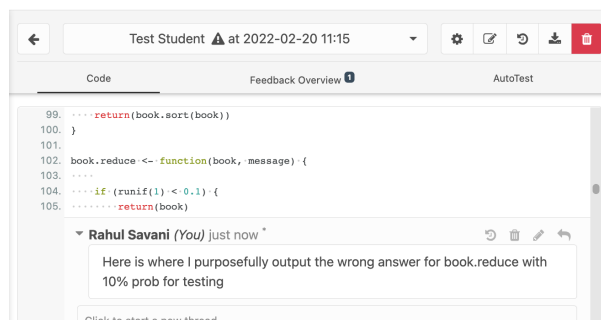 Test Student ⚠ at 2022-02-20 11:15
Code Feedback Overview 1 AutoTest
99. ····return(book.sort(book))
100. }
101.
102. book.reduce <- function(book, message) {
103. ····
104. ····if (runif(1) < 0.1) {
105. ········return(book)
Rahul Savani (You) just now *
Here is where I purposefully output the wrong answer for book.reduce with
10% prob for testing
Click to start a new thread